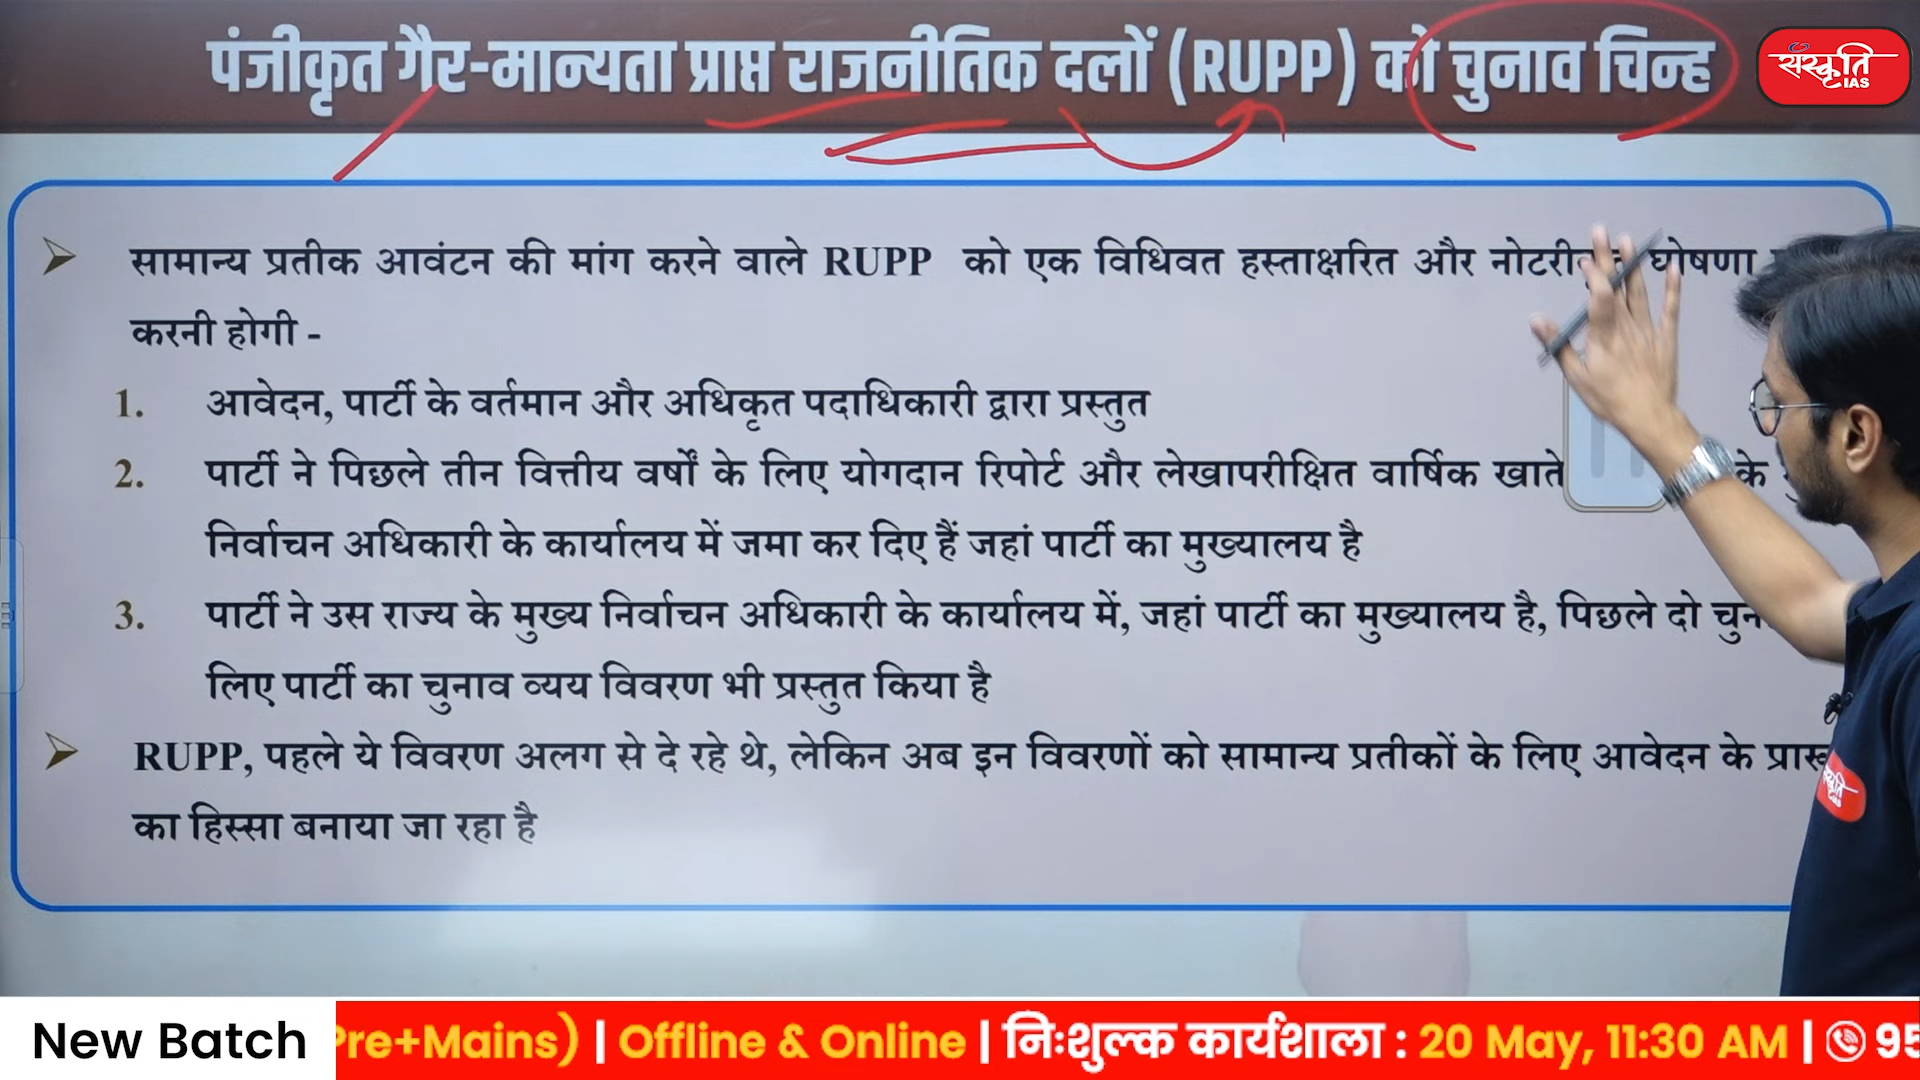 पंजीकृत गैर-मान्यता प्राप्त राजनीतिक दलों (RUPP) को चुनाव चिन्ह
संस्कृति
IAS
सामान्य प्रतीक आवंटन की मांग करने वाले RUPP को एक विधिवत हस्ताक्षरित और घोषणा
करनी होगी -
1. आवेदन, पार्टी के वर्तमान और अधिकृत पदाधिकारी द्वारा प्रस्तुत
2. पार्टी ने पिछले तीन वित्तीय वर्षों के लिए योगदान रिपोर्ट और लेखापरीक्षित वार्षिक खाते के
निर्वाचन अधिकारी के कार्यालय में जमा कर दिए हैं जहां पार्टी का मुख्यालय है
3. पार्टी ने उस राज्य के मुख्य निर्वाचन अधिकारी के कार्यालय में, जहां पार्टी का मुख्यालय है, पिछले दो
लिए पार्टी का चुनाव व्यय विवरण भी प्रस्तुत किया है
RUPP, पहले ये विवरण अलग से दे रहे थे, लेकिन अब इन विवरणों को सामान्य प्रतीकों के लिए आवेदन के
का हिस्सा बनाया जा रहा है
संस्कृति
IAS
New Batch Pre+Mains) | Offline & Online | निःशुल्क कार्यशाला : 20 May, 11:30 AM | 95